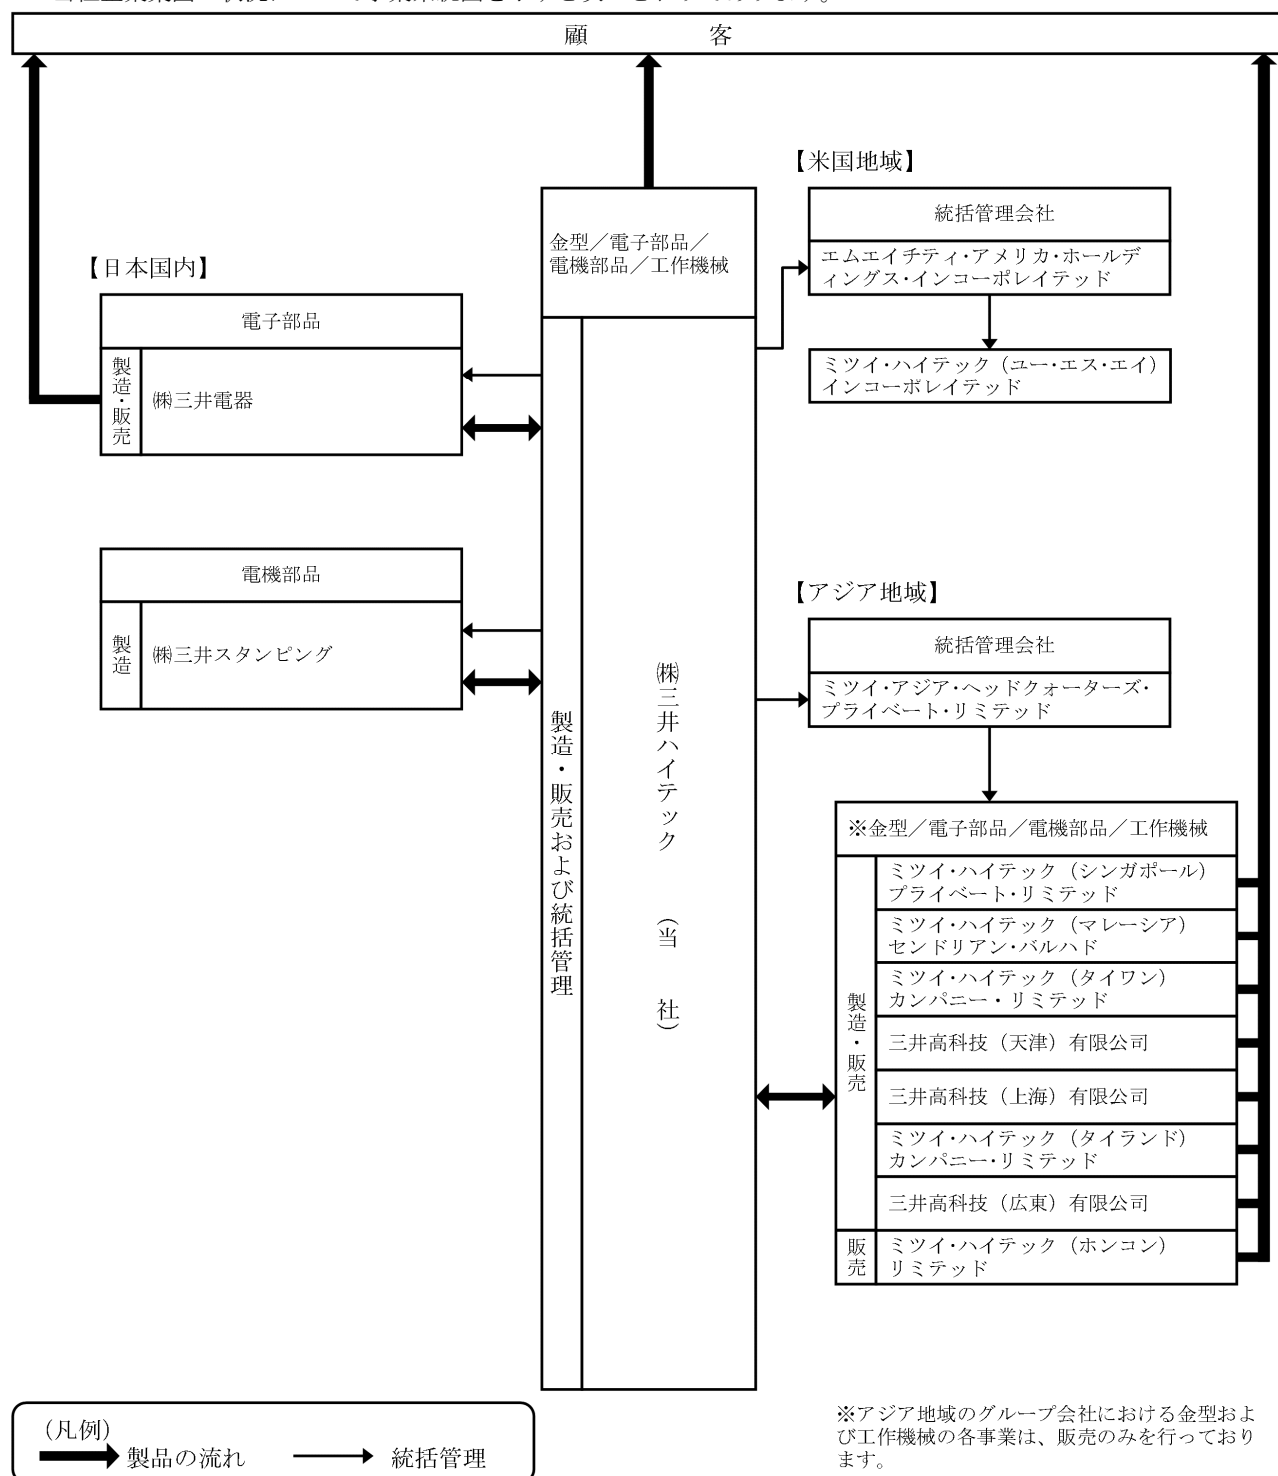 顧客
【米国地域】
統括管理会社
エムエイチティ・アメリカ・ホールデ
ィングス・インコーポレイテッド
ミツイ・ハイテック（ユー・エス・エイ）
インコーポレイテッド
金型／電子部品／
電機部品／工作機械
製造・販売および統括管理
㈱三井ハイテック（当社）
【日本国内】
電子部品
製造・販売
㈱三井電器
電機部品
製造
㈱三井スタンピング
【アジア地域】
統括管理会社
ミツイ・アジア・ヘッドクォーターズ・
プライベート・リミテッド
※金型／電子部品／電機部品／工作機械
製造・販売
ミツイ・ハイテック（シンガポール）
プライベート・リミテッド
ミツイ・ハイテック（マレーシア）
センドリアン・バルハド
ミツイ・ハイテック（タイワン）
カンパニー・リミテッド
三井高科技（天津）有限公司
三井高科技（上海）有限公司
ミツイ・ハイテック（タイランド）
カンパニー・リミテッド
三井高科技（広東）有限公司
販売
ミツイ・ハイテック（ホンコン）
リミテッド
（凡例）
製品の流れ
統括管理
※アジア地域のグループ会社における金型およ
び工作機械の各事業は、販売のみを行っており
ます。